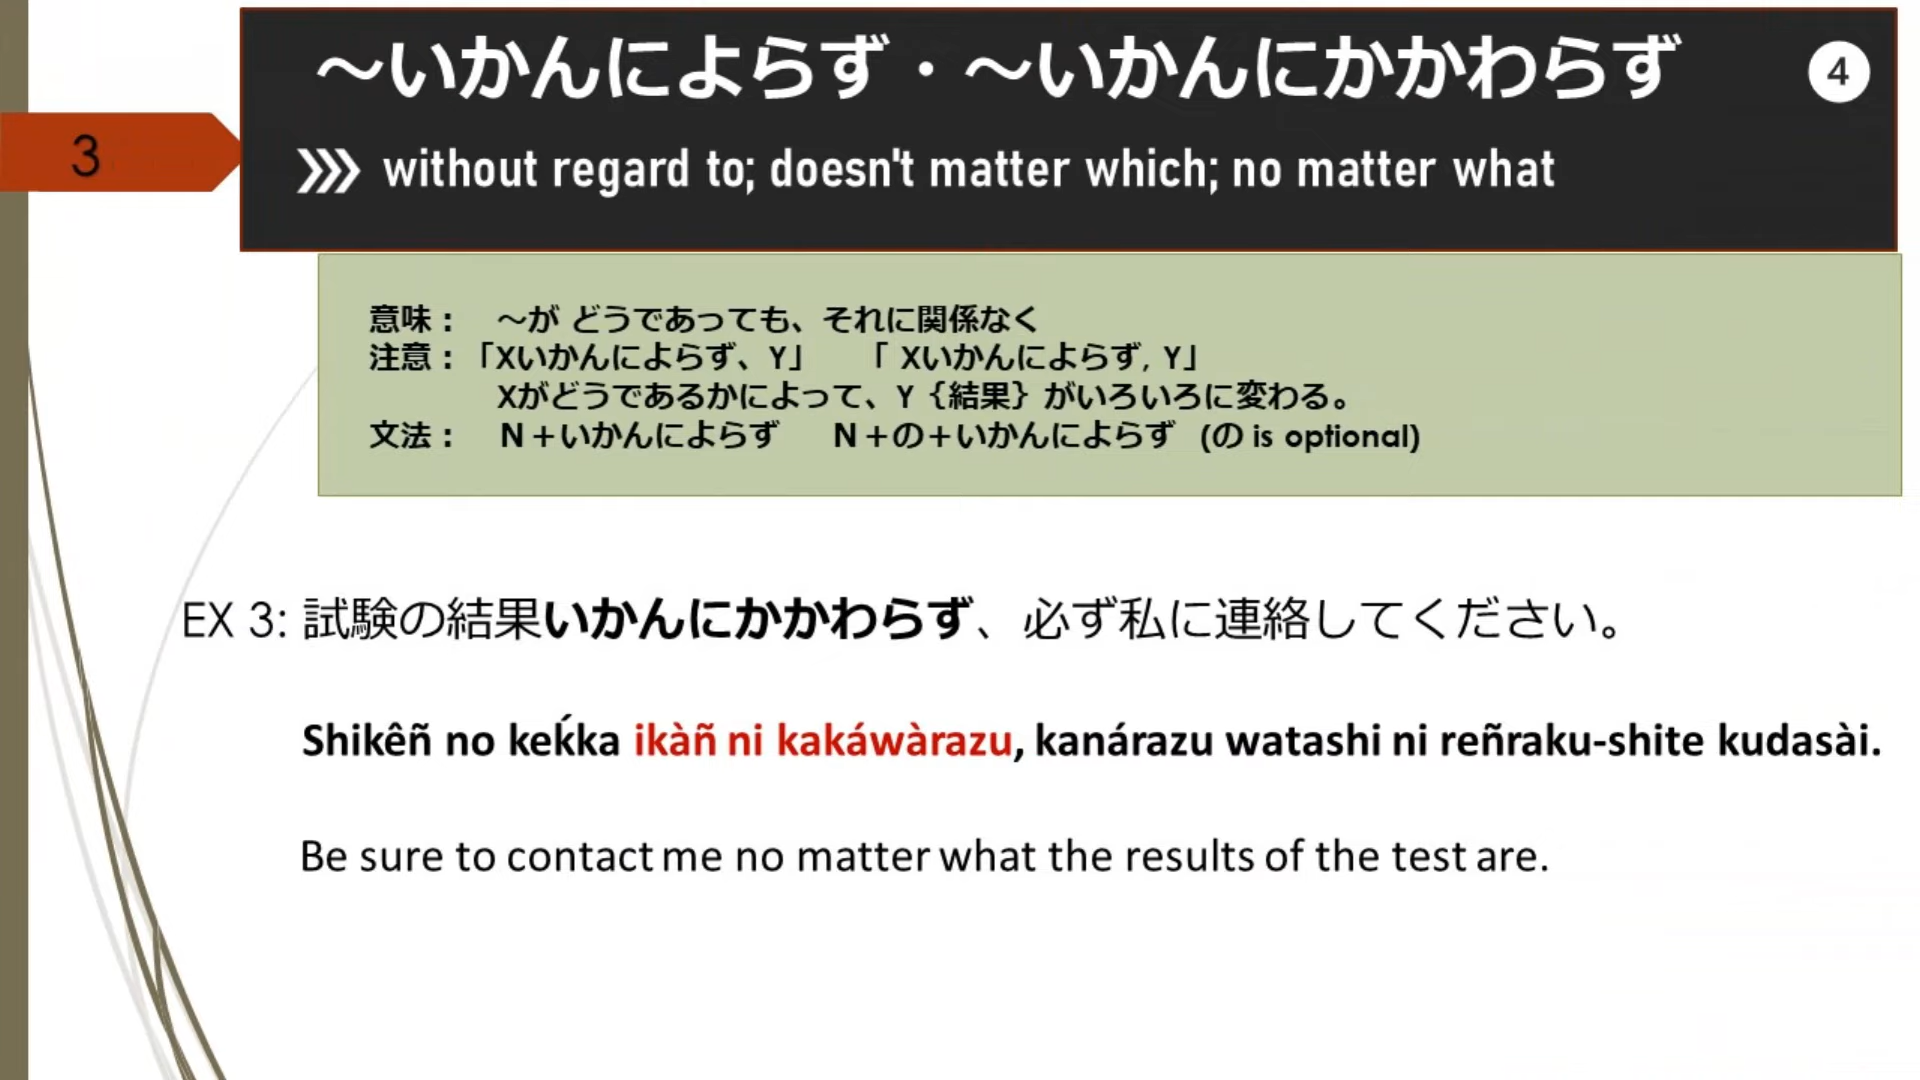 ～いかんによらず・～いかんにかかわらず
4
3
without regard to; doesn't matter which; no matter what
意味： ～が どうであっても、それに関係なく
注意：「Xいかんによらず、Y」 「 Xいかんによらず, Y」
Xがどうであるかによって、Y｛結果｝がいろいろに変わる。
文法： N＋いかんによらず N＋の＋いかんによらず (の is optional)
EX 3: 試験の結果いかんにかかわらず、必ず私に連絡してください。
Shikêñ no keḱka ikàñ ni kakáwàrazu, kanárazu watashi ni reñraku-shite kudasài.
Be sure to contact me no matter what the results of the test are.